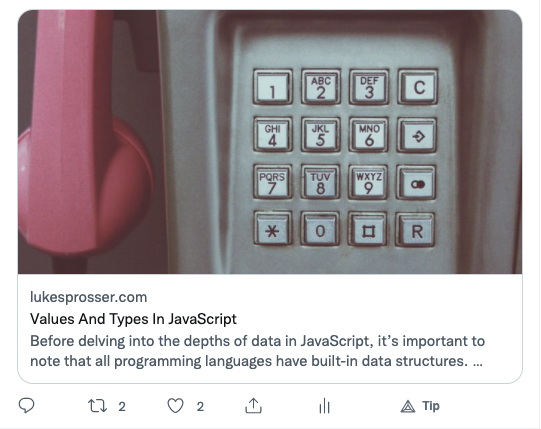 1 ABC 2 DEF 3 C
GHI 4 JKL 5 MNO 6
PQRS 7 TUV 8 WXYZ 9
* 0 R
lukesprosser.com
Values And Types In JavaScript
Before delving into the depths of data in JavaScript, it’s important to
note that all programming languages have built-in data structures. ...
2 2 Tip